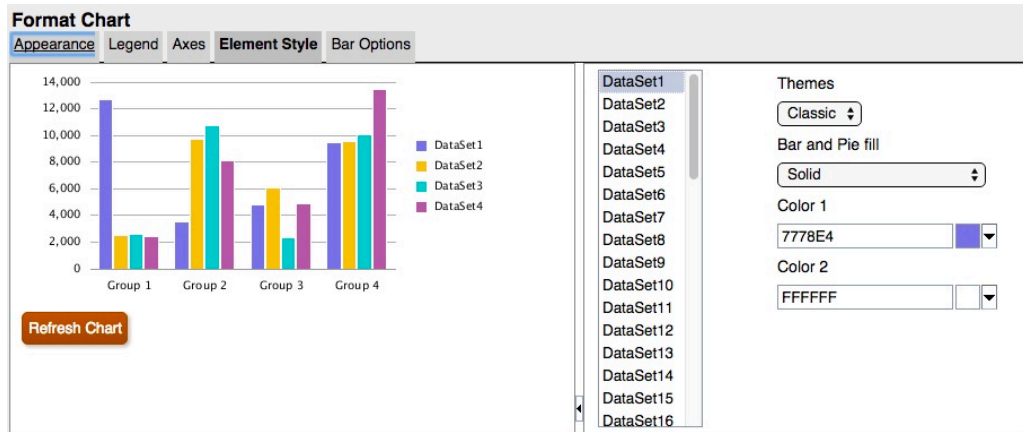 Format Chart
Appearance Legend Axes Element Style Bar Options
14,000
12,000
10,000
8,000
6,000
4,000
2,000
0
Group 1 Group 2 Group 3 Group 4
DataSet1
DataSet2
DataSet3
DataSet4
Refresh Chart
DataSet1
DataSet2
DataSet3
DataSet4
DataSet5
DataSet6
DataSet7
DataSet8
DataSet9
DataSet10
DataSet11
DataSet12
DataSet13
DataSet14
DataSet15
DataSet16
Themes
Classic
Bar and Pie fill
Solid
Color 1
7778E4
Color 2
FFFFFF